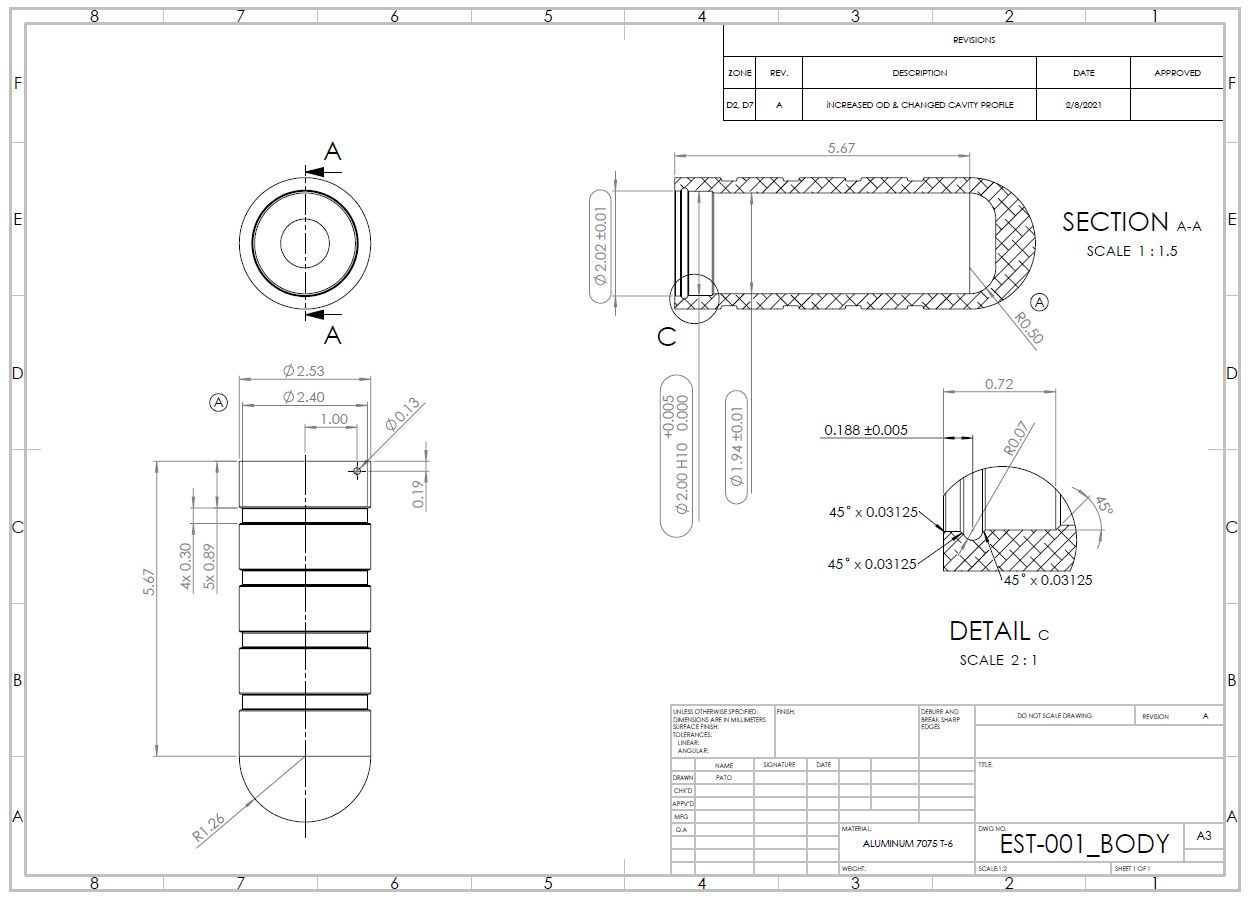 8 7 6 5 4 3 2 1
F
E
D
C
B
A
F
E
D
C
B
A
REVISIONS
ZONE REV. DESCRIPTION DATE APPROVED
D2, D7 A INCREASED OD & CHANGED CAVITY PROFILE 2/8/2021
A
A
5.67
∅ 2.02 ±0.01
SECTION A-A
SCALE 1 : 1.5
A
R0.50
C
∅ 2.00 H10 +0.005 0.000
∅ 1.94 ±0.01
∅ 2.53
A
∅ 2.40
1.00
∅ 0.13
0.19
4x 0.30
5x 0.89
5.67
R1.26
0.72
0.188 ±0.005
R0.07
45° x 0.03125
45°
45° x 0.03125
45° x 0.03125
DETAIL C
SCALE 2 : 1
UNLESS OTHERWISE SPECIFIED:
DIMENSIONS ARE IN MILLIMETERS
SURFACE FINISH:
TOLERANCES:
LINEAR:
ANGULAR:
FINISH:
DEBURR AND
BREAK SHARP
EDGES
DO NOT SCALE DRAWING
REVISION A
NAME SIGNATURE DATE
DRAWN PATO
CHK'D
APPV'D
MFG
Q.A
TITLE:
MATERIAL:
ALUMINUM 7075 T-6
WEIGHT:
DWG NO.
EST-001_BODY
A3
SCALE:1:2
SHEET 1 OF 1
8 7 6 5 4 3 2 1